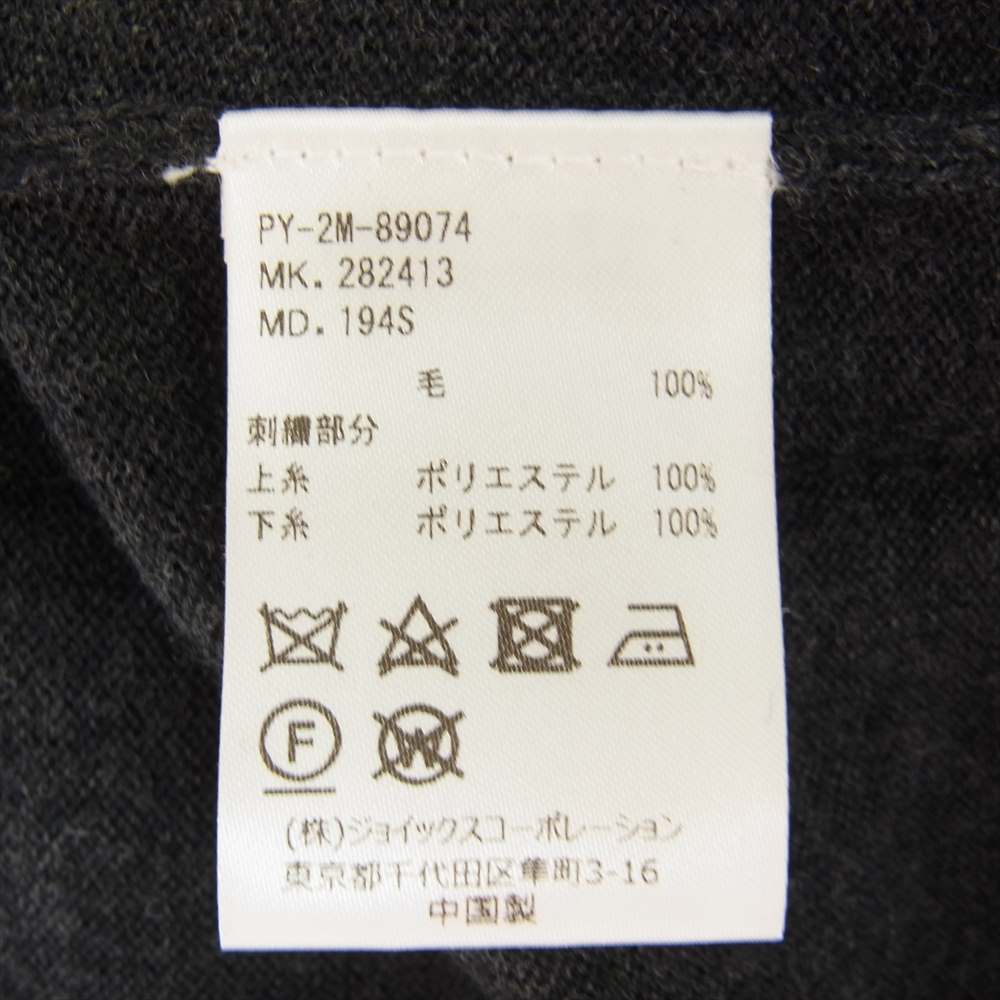 PY-2M-89074
MK. 282413
MD. 194S
毛 100%
刺繍部分
上糸 ポリエステル 100%
下糸 ポリエステル 100%
F W
(株)ジョイックスコーポレーション
東京都千代田区隼町3-16
中国製